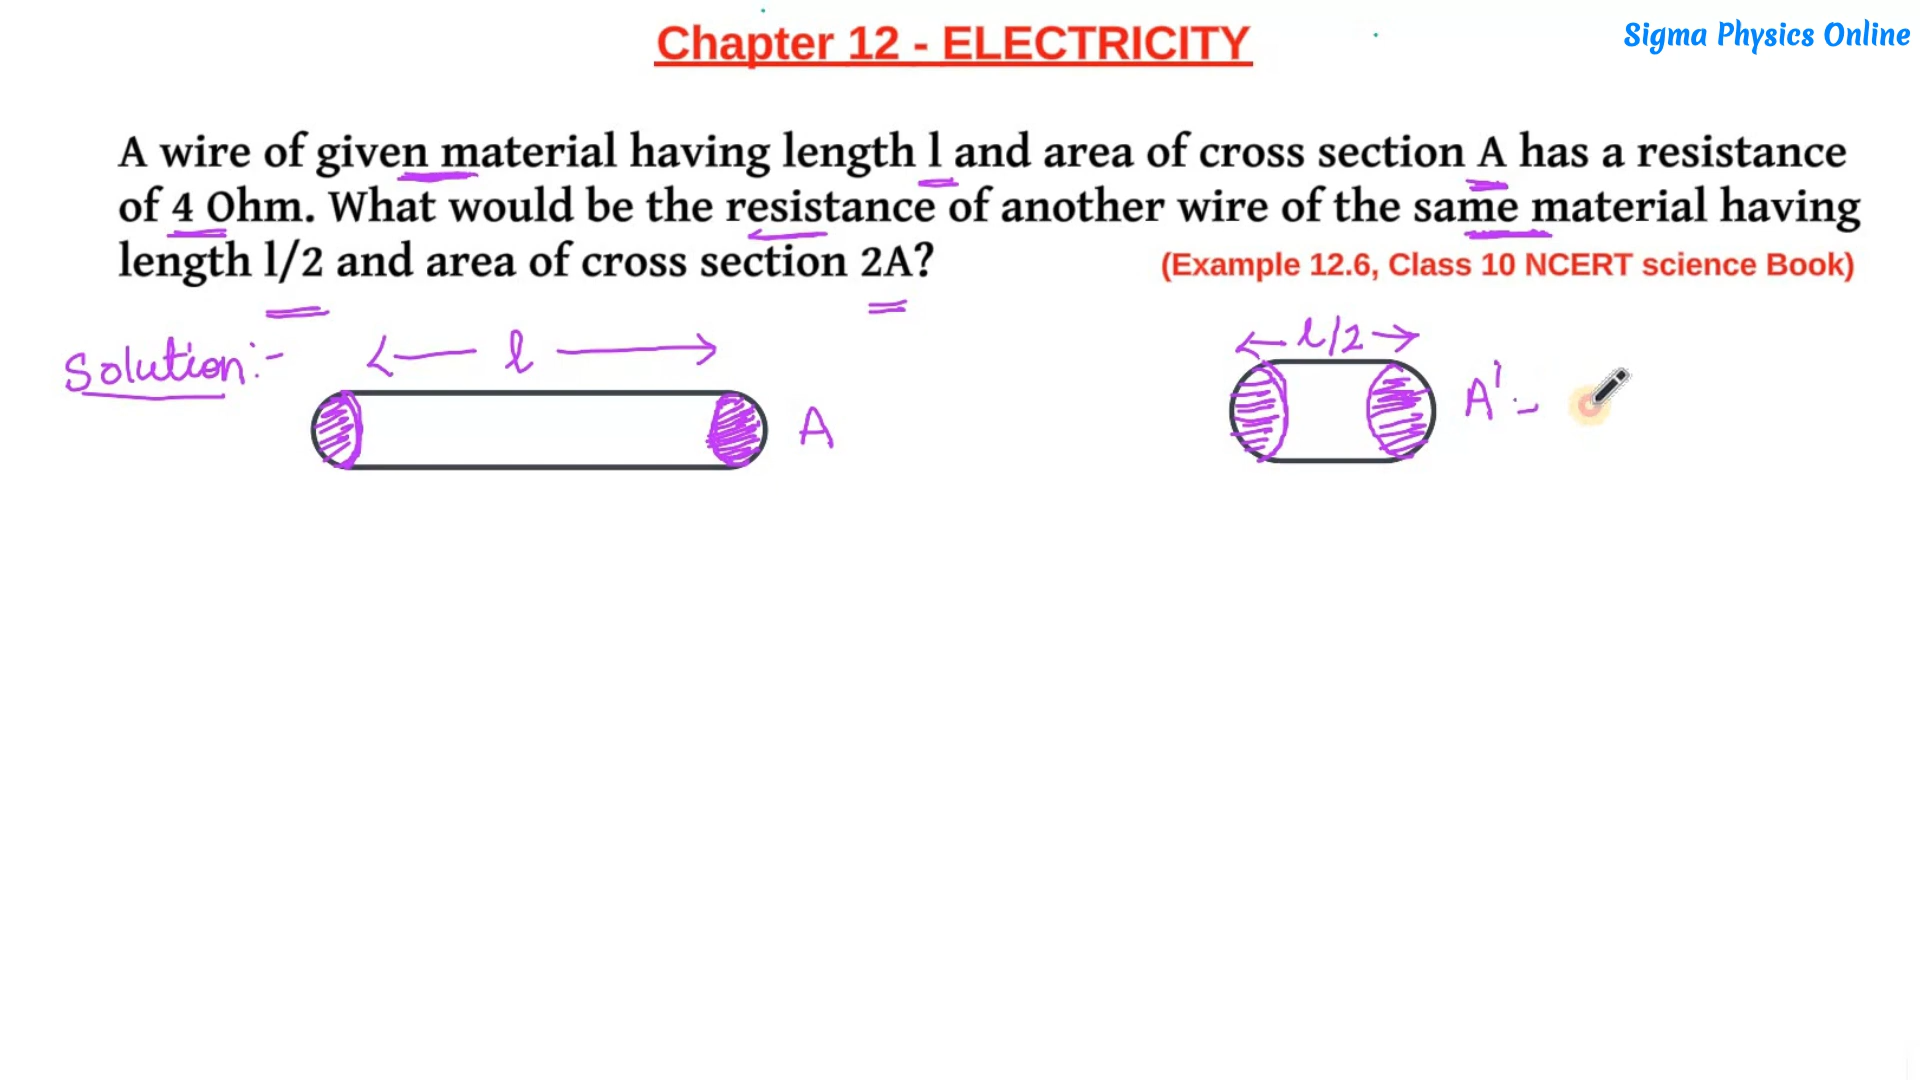 Chapter 12 - ELECTRICITY
Sigma Physics Online
A wire of given material having length l and area of cross section A has a resistance
of 4 Ohm. What would be the resistance of another wire of the same material having
length l/2 and area of cross section 2A?
(Example 12.6, Class 10 NCERT science Book)
Solution:-
l
A
l/2
A' =